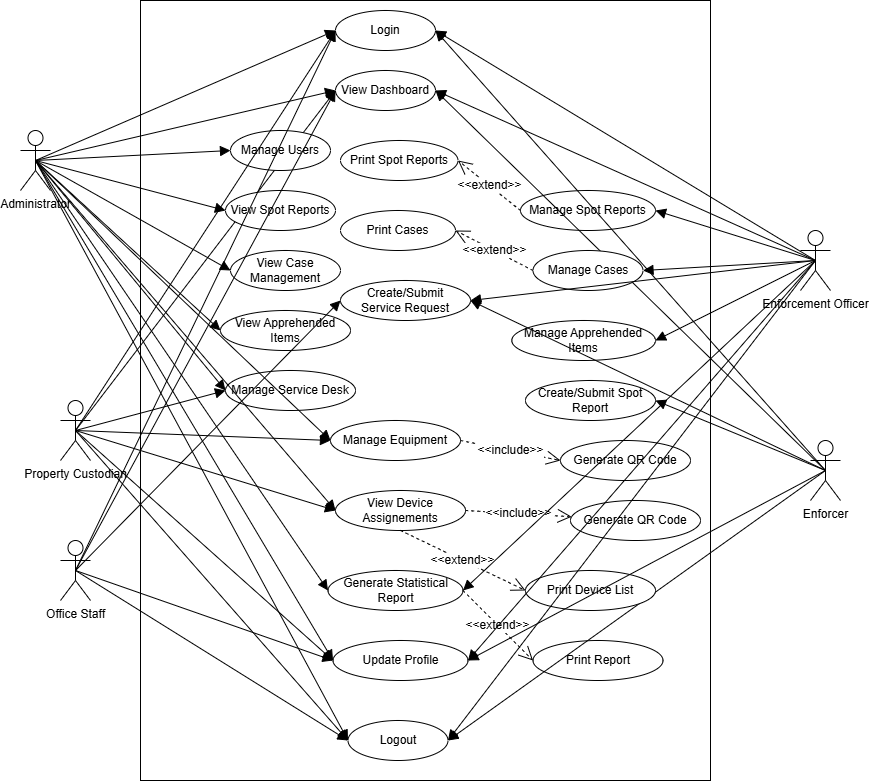 Login
View Dashboard
Manage Users
Print Spot Reports
<<extend>>
Administrator
View Spot Reports
Manage Spot Reports
Print Cases
<<extend>>
View Case
Management
Manage Cases
Create/Submit
Service Request
Enforcement Officer
View Apprehended
Items
Manage Apprehended
Items
Manage Service Desk
Create/Submit Spot
Report
Manage Equipment
<<include>>
Generate QR Code
Property Custodian
View Device
Assignements
<<include>>
Generate QR Code
Enforcer
<<extend>>
Generate Statistical
Report
Print Device List
Office Staff
<<extend>>
Update Profile
Print Report
Logout